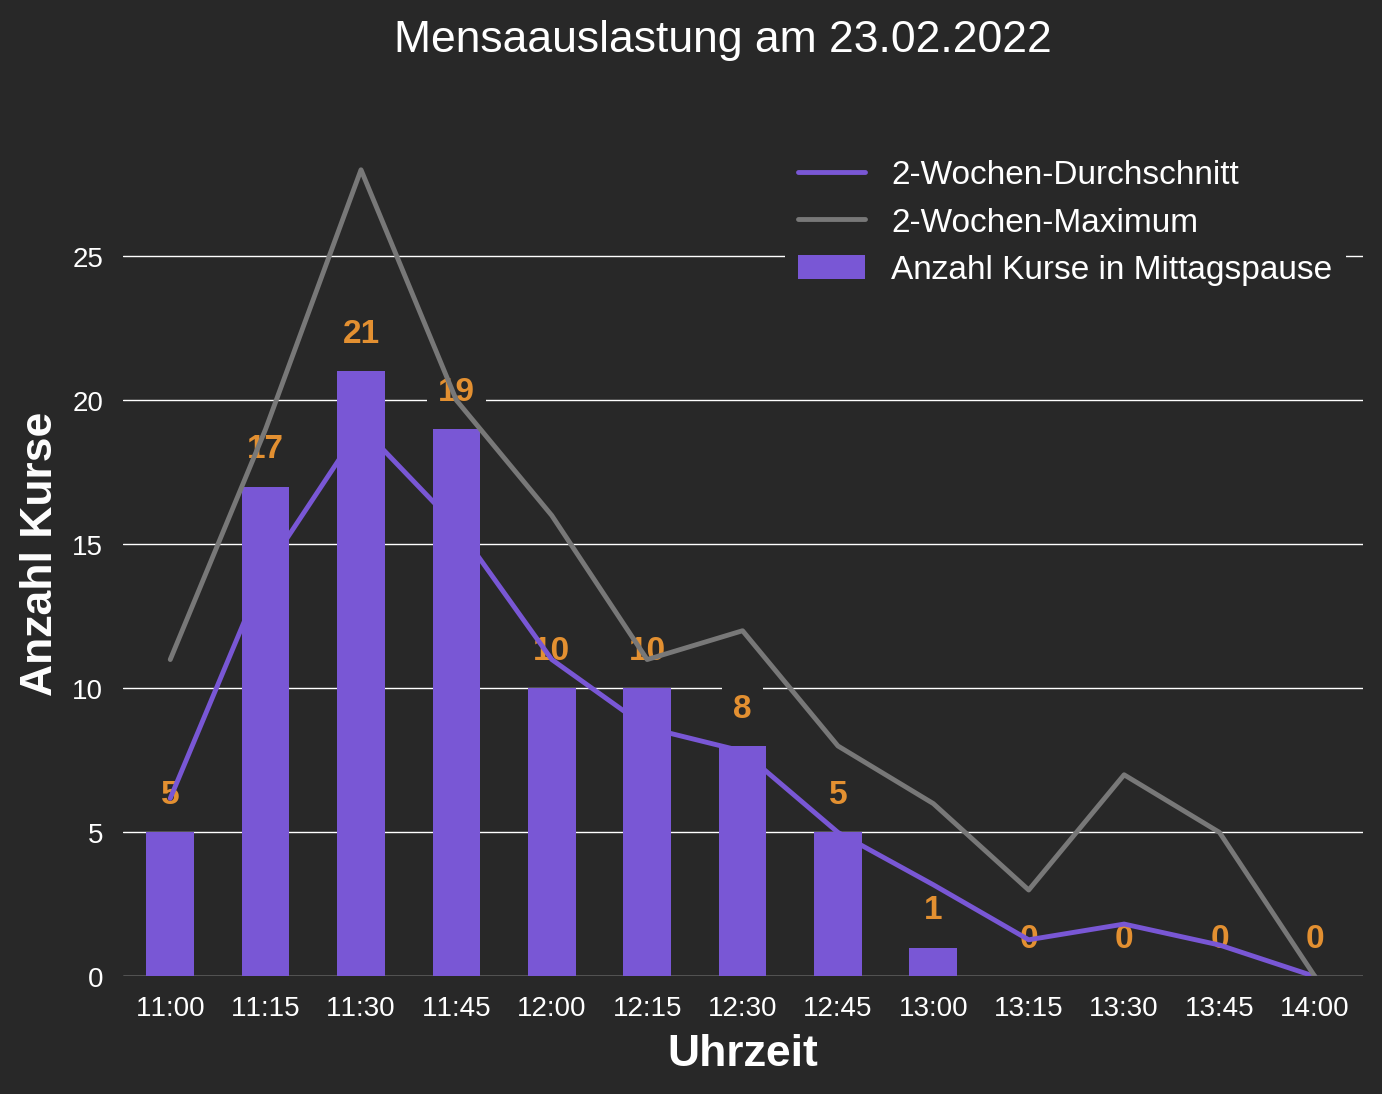 Mensaauslastung am 23.02.2022
2-Wochen-Durchschnitt
2-Wochen-Maximum
Anzahl Kurse in Mittagspause
Anzahl Kurse
25
20
15
10
5
0
5
17
21
19
10
10
8
5
1
0
0
0
0
11:00 11:15 11:30 11:45 12:00 12:15 12:30 12:45 13:00 13:15 13:30 13:45 14:00
Uhrzeit